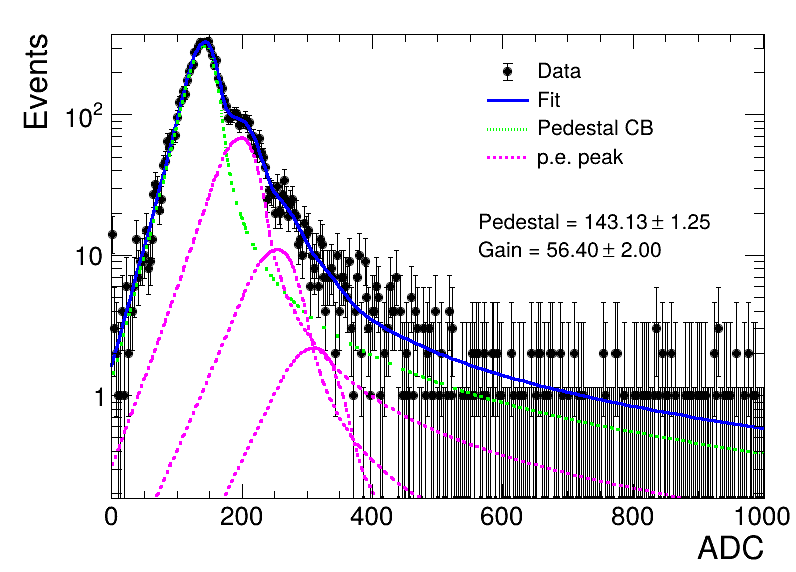 Events
10²
10
1
Data
Fit
Pedestal CB
p.e. peak
Pedestal = 143.13 ± 1.25
Gain = 56.40 ± 2.00
0 200 400 600 800 1000
ADC